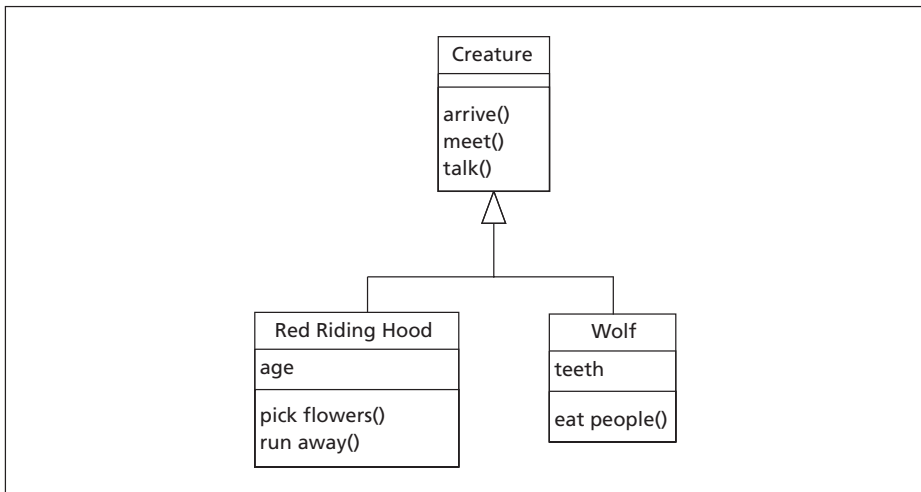 Creature
arrive()
meet()
talk()
Red Riding Hood
age
pick flowers()
run away()
Wolf
teeth
eat people()